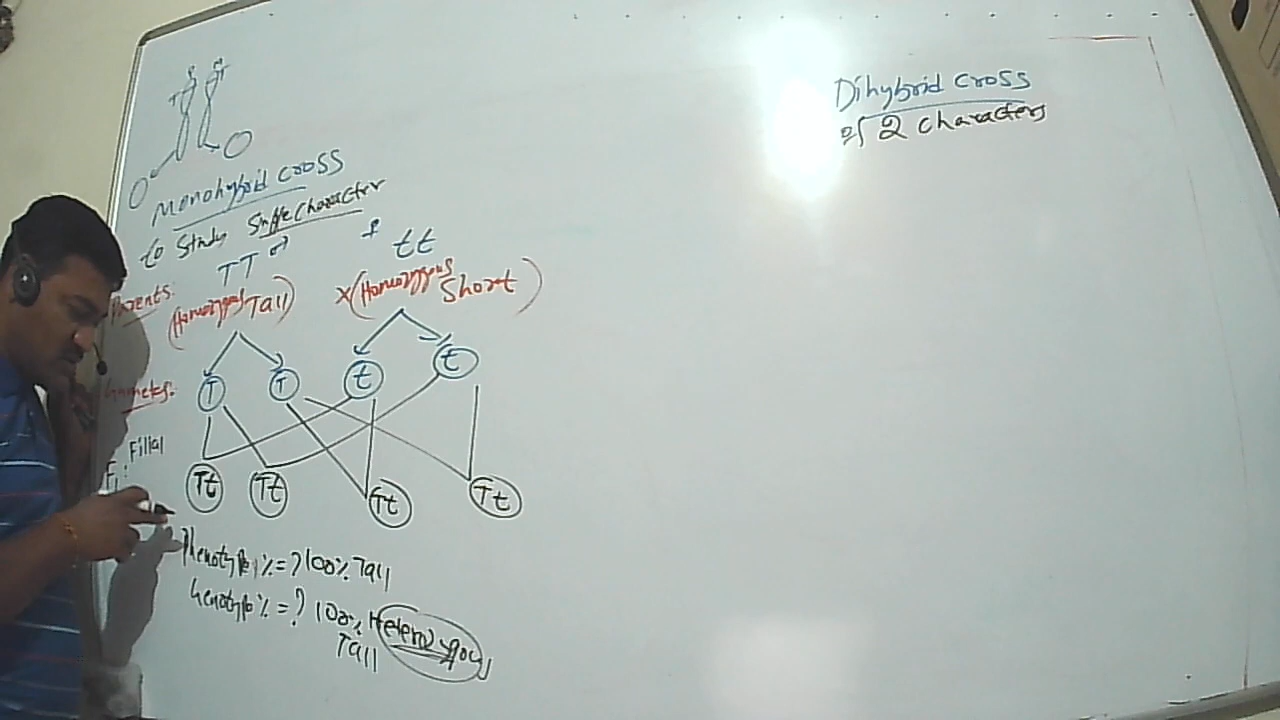 Monohybrid cross
to study Single Character
TT ♂ ♀ tt
Parents: (Homozygous Tall) X (Homozygous Short)
Gametes: T T t t
Filial
F1: Tt Tt Tt Tt
Phenotype % = ? 100% Tall
Genotype % = ? 100% Heterozygous
Tall
Dihybrid cross
of 2 characters